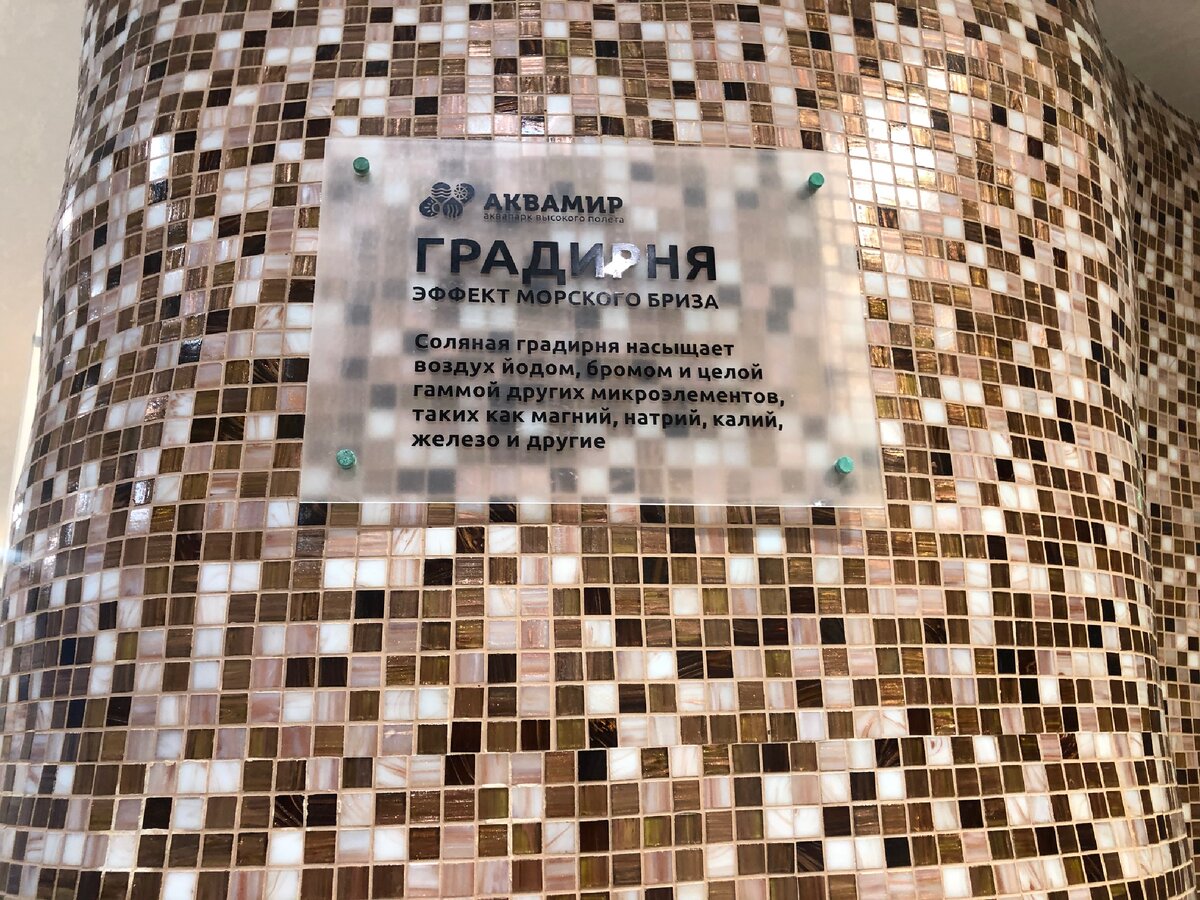 АКВАМИР
аквапарк высокого полета
ГРАДИРНЯ
ЭФФЕКТ МОРСКОГО БРИЗА
Соляная градирня насыщает
воздух йодом, бромом и целой
гаммой других микроэлементов,
таких как магний, натрий, калий,
железо и другие